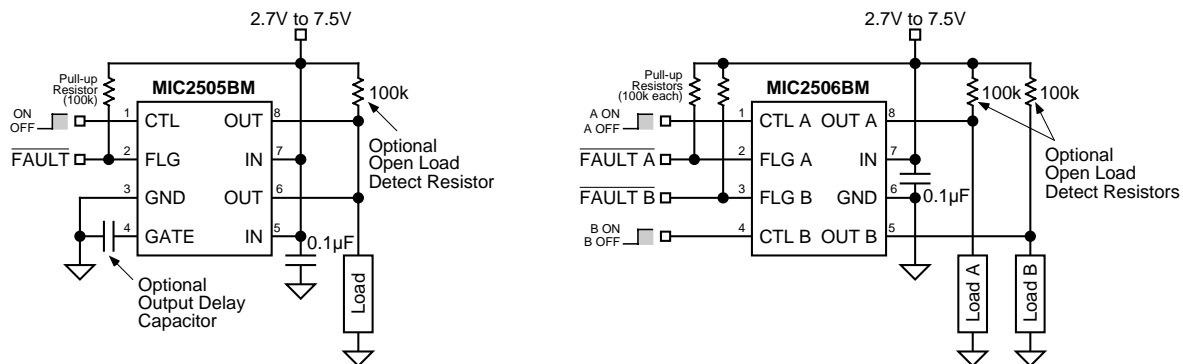 2.7V to 7.5V
Pull-up
Resistor
(100k)
MIC2505BM
100k
ON
OFF
1
CTL
OUT
8
FAULT
2
FLG
IN
7
Optional
Open Load
Detect Resistor
3
GND
OUT
6
4
GATE
IN
5
0.1µF
Optional
Output Delay
Capacitor
Load
2.7V to 7.5V
Pull-up
Resistors
(100k each)
MIC2506BM
100k
100k
A ON
A OFF
1
CTL A
OUT A
8
FAULT A
2
FLG A
IN
7
Optional
Open Load
Detect Resistors
FAULT B
3
FLG B
GND
6
0.1µF
B ON
B OFF
4
CTL B
OUT B
5
Load A
Load B